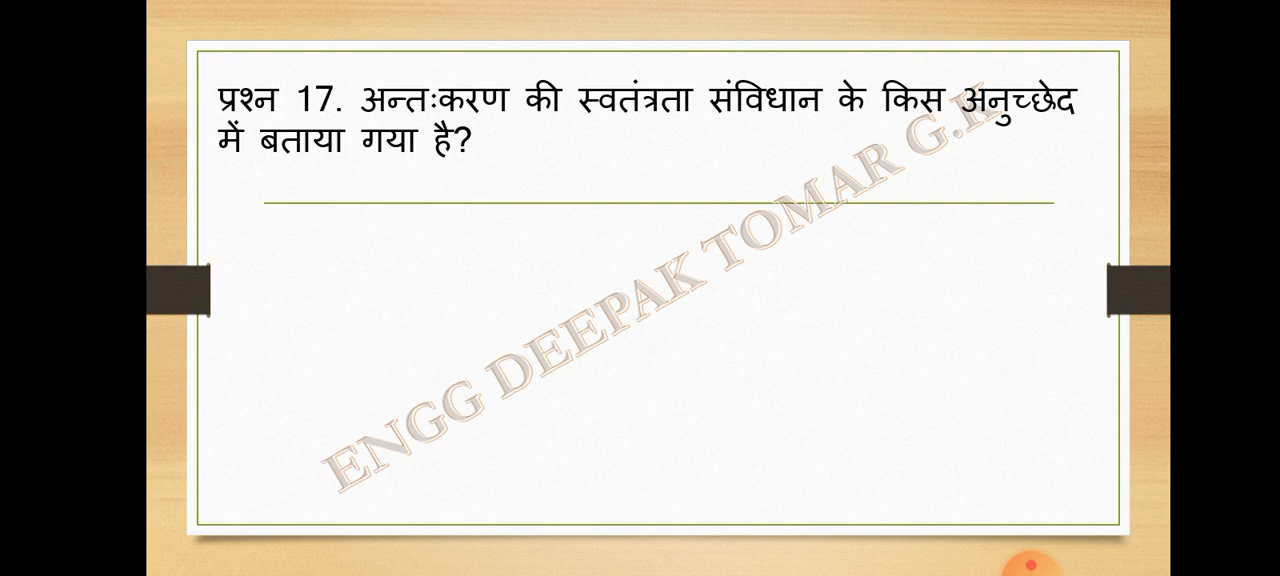 प्रश्न 17. अन्तःकरण की स्वतंत्रता संविधान के किस अनुच्छेद
में बताया गया है?
ENGG DEEPAK TOMAR G.K